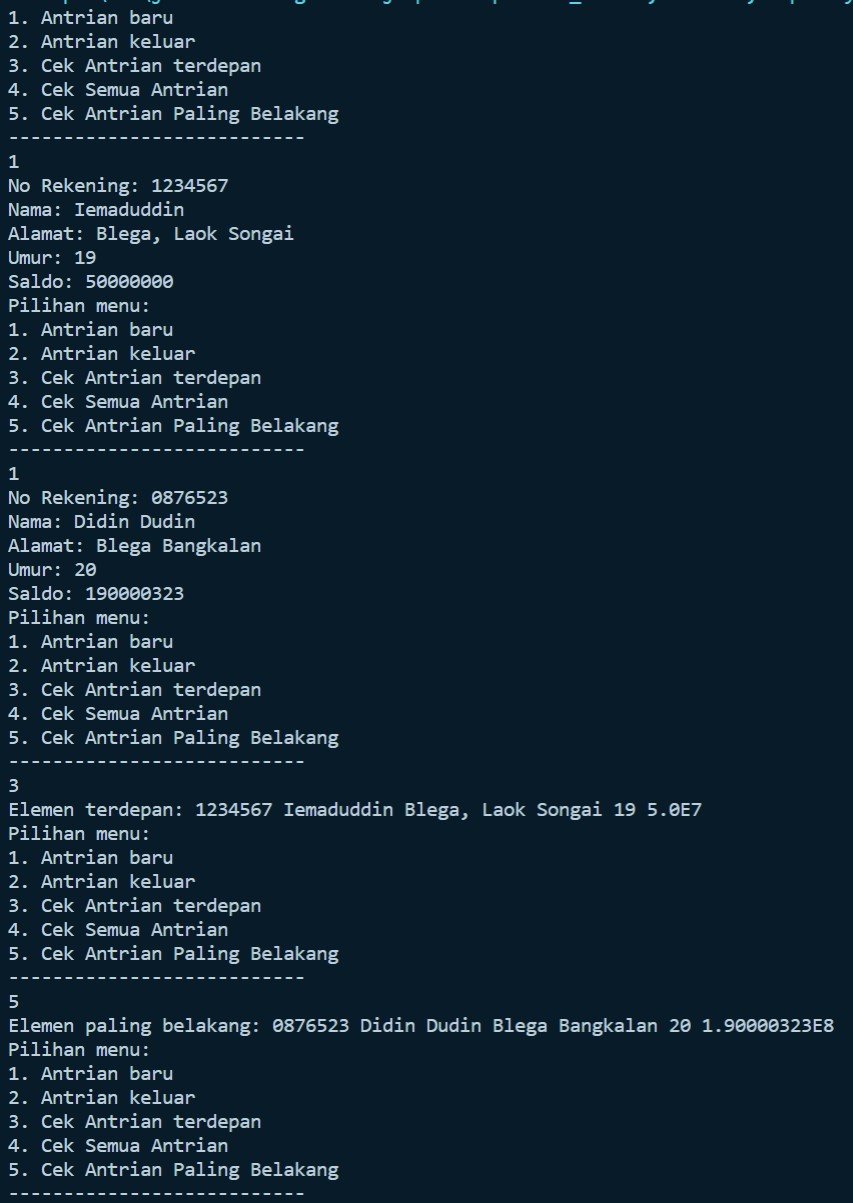 1. Antrian baru
2. Antrian keluar
3. Cek Antrian terdepan
4. Cek Semua Antrian
5. Cek Antrian Paling Belakang
---------------------------
1
No Rekening: 1234567
Nama: Iemaduddin
Alamat: Blega, Laok Songai
Umur: 19
Saldo: 50000000
Pilihan menu:
1. Antrian baru
2. Antrian keluar
3. Cek Antrian terdepan
4. Cek Semua Antrian
5. Cek Antrian Paling Belakang
---------------------------
1
No Rekening: 0876523
Nama: Didin Dudin
Alamat: Blega Bangkalan
Umur: 20
Saldo: 190000323
Pilihan menu:
1. Antrian baru
2. Antrian keluar
3. Cek Antrian terdepan
4. Cek Semua Antrian
5. Cek Antrian Paling Belakang
---------------------------
3
Elemen terdepan: 1234567 Iemaduddin Blega, Laok Songai 19 5.0E7
Pilihan menu:
1. Antrian baru
2. Antrian keluar
3. Cek Antrian terdepan
4. Cek Semua Antrian
5. Cek Antrian Paling Belakang
---------------------------
5
Elemen paling belakang: 0876523 Didin Dudin Blega Bangkalan 20 1.90000323E8
Pilihan menu:
1. Antrian baru
2. Antrian keluar
3. Cek Antrian terdepan
4. Cek Semua Antrian
5. Cek Antrian Paling Belakang
---------------------------